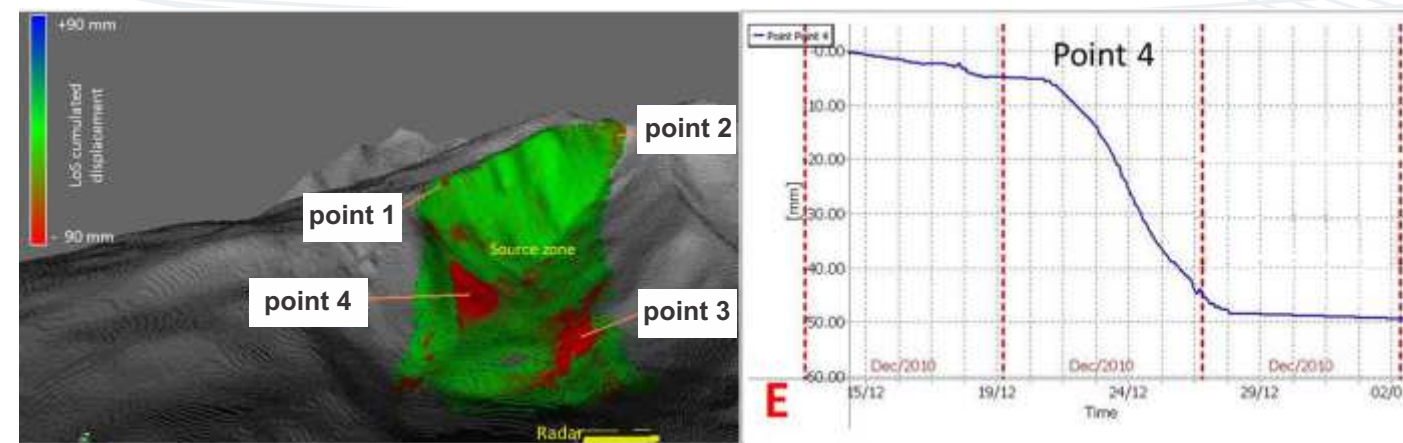 +90 mm
LoS cumulated
displacement
- 90 mm
point 1
point 2
Source zone
point 4
point 3
Radar
Point 4
0.00
10.00
20.00
[mm]
30.00
40.00
50.00
60.00
Dec/2010
Dec/2010
Dec/2010
E
15/12
19/12
24/12
29/12
Time